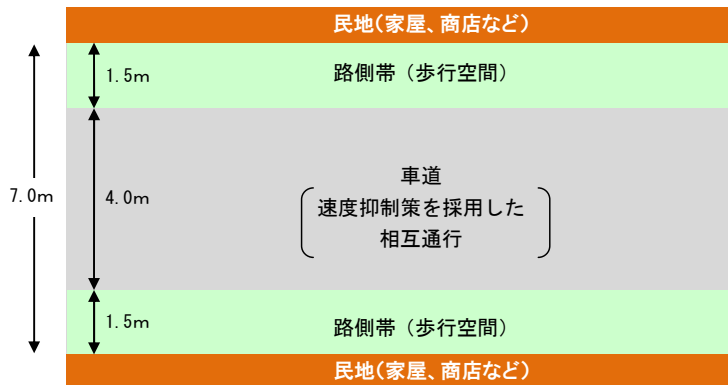 民地(家屋、商店など)
1.5m
路側帯（歩行空間）
7.0m
4.0m
車道
速度抑制策を採用した
相互通行
1.5m
路側帯（歩行空間）
民地(家屋、商店など)